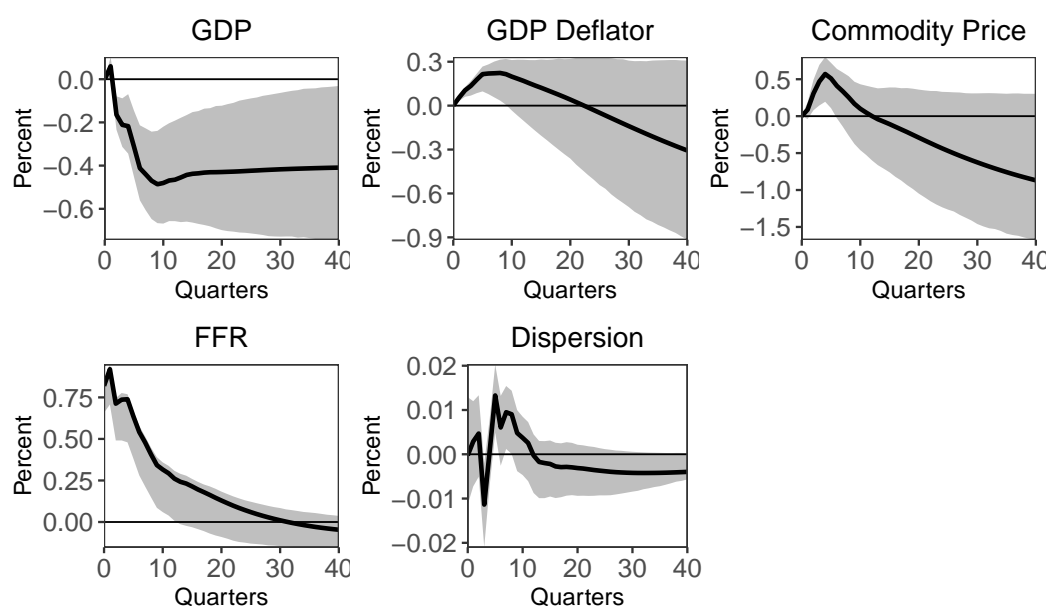 GDP
GDP Deflator
Commodity Price
Percent
0.0
−0.2
−0.4
−0.6
0 10 20 30 40
Quarters
Percent
0.3
0.0
−0.3
−0.6
−0.9
0 10 20 30 40
Quarters
Percent
0.5
0.0
−0.5
−1.0
−1.5
0 10 20 30 40
Quarters
FFR
Dispersion
Percent
0.75
0.50
0.25
0.00
0 10 20 30 40
Quarters
Percent
0.02
0.01
0.00
−0.01
−0.02
0 10 20 30 40
Quarters